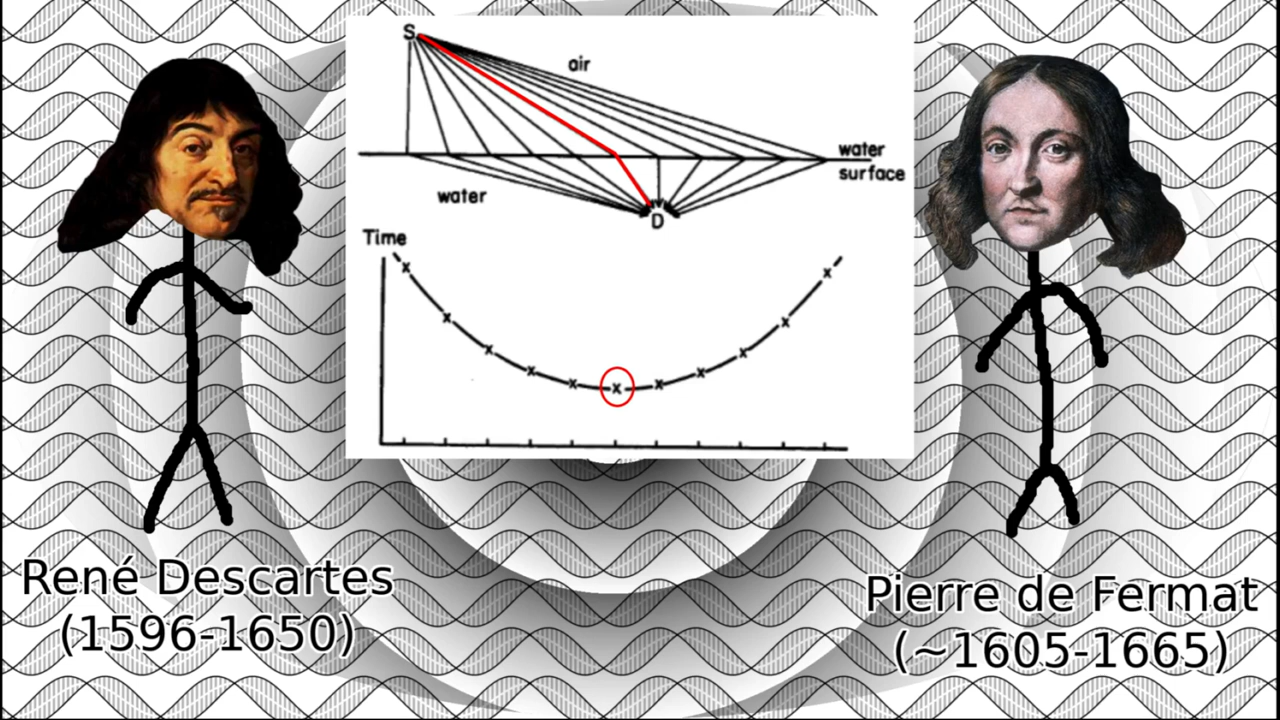 S
air
water
surface
water
D
Time
x x x x x x x x x x x
René Descartes
(1596-1650)
Pierre de Fermat
(~1605-1665)